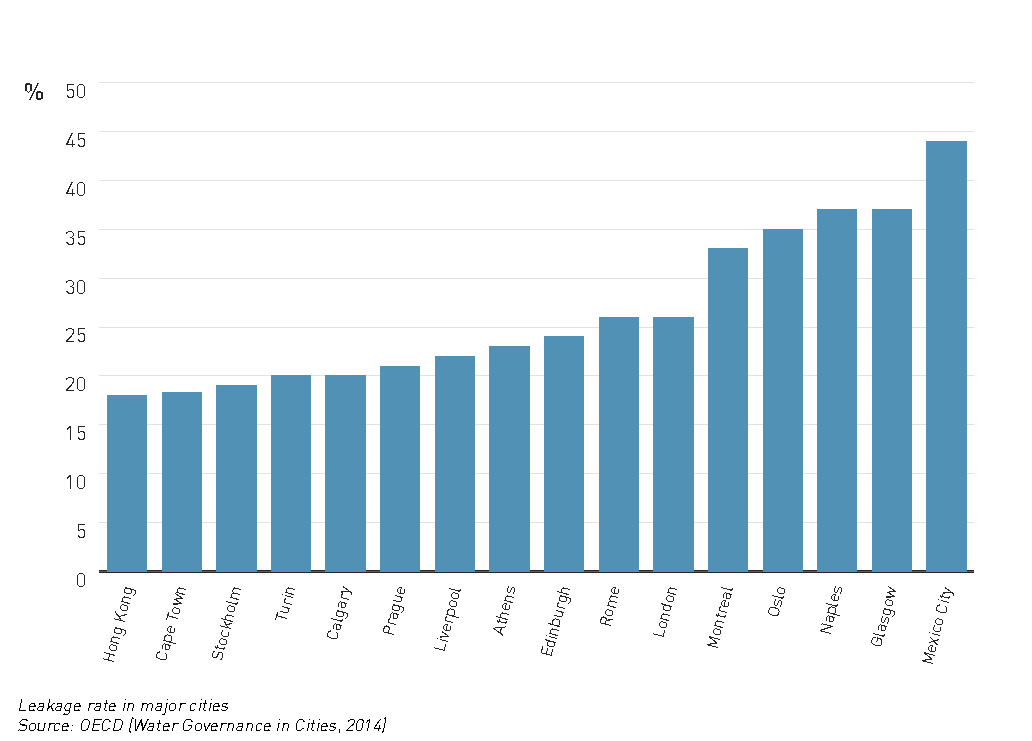 %
50
45
40
35
30
25
20
15
10
5
0
Hong Kong
Cape Town
Stockholm
Turin
Calgary
Prague
Liverpool
Athens
Edinburgh
Rome
London
Montreal
Oslo
Naples
Glasgow
Mexico City
Leakage rate in major cities
Source: OECD (Water Governance in Cities, 2014)